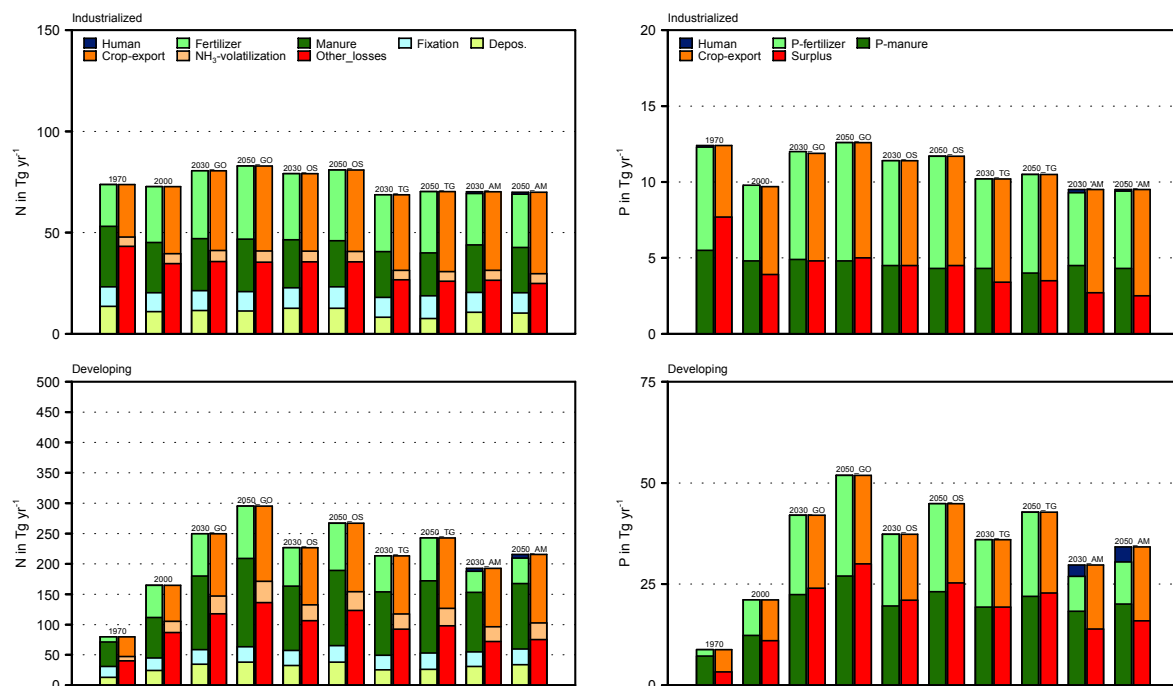 Industrialized
150
100
50
0
N in Tg yr-1
Human Fertilizer Manure Fixation Depos.
Crop-export NH3-volatilization Other_losses
1970
2000
2030_GO
2050_GO
2030_OS
2050_OS
2030_TG
2050_TG
2030_AM
2050_AM
Industrialized
20
15
10
5
0
P in Tg yr-1
Human P-fertilizer P-manure
Crop-export Surplus
1970
2000
2030_GO
2050_GO
2030_OS
2050_OS
2030_TG
2050_TG
2030_AM
2050_AM
Developing
500
450
400
350
300
250
200
150
100
50
0
N in Tg yr-1
1970
2000
2030_GO
2050_GO
2030_OS
2050_OS
2030_TG
2050_TG
2030_AM
2050_AM
Developing
75
50
25
0
P in Tg yr-1
1970
2000
2030_GO
2050_GO
2030_OS
2050_OS
2030_TG
2050_TG
2030_AM
2050_AM